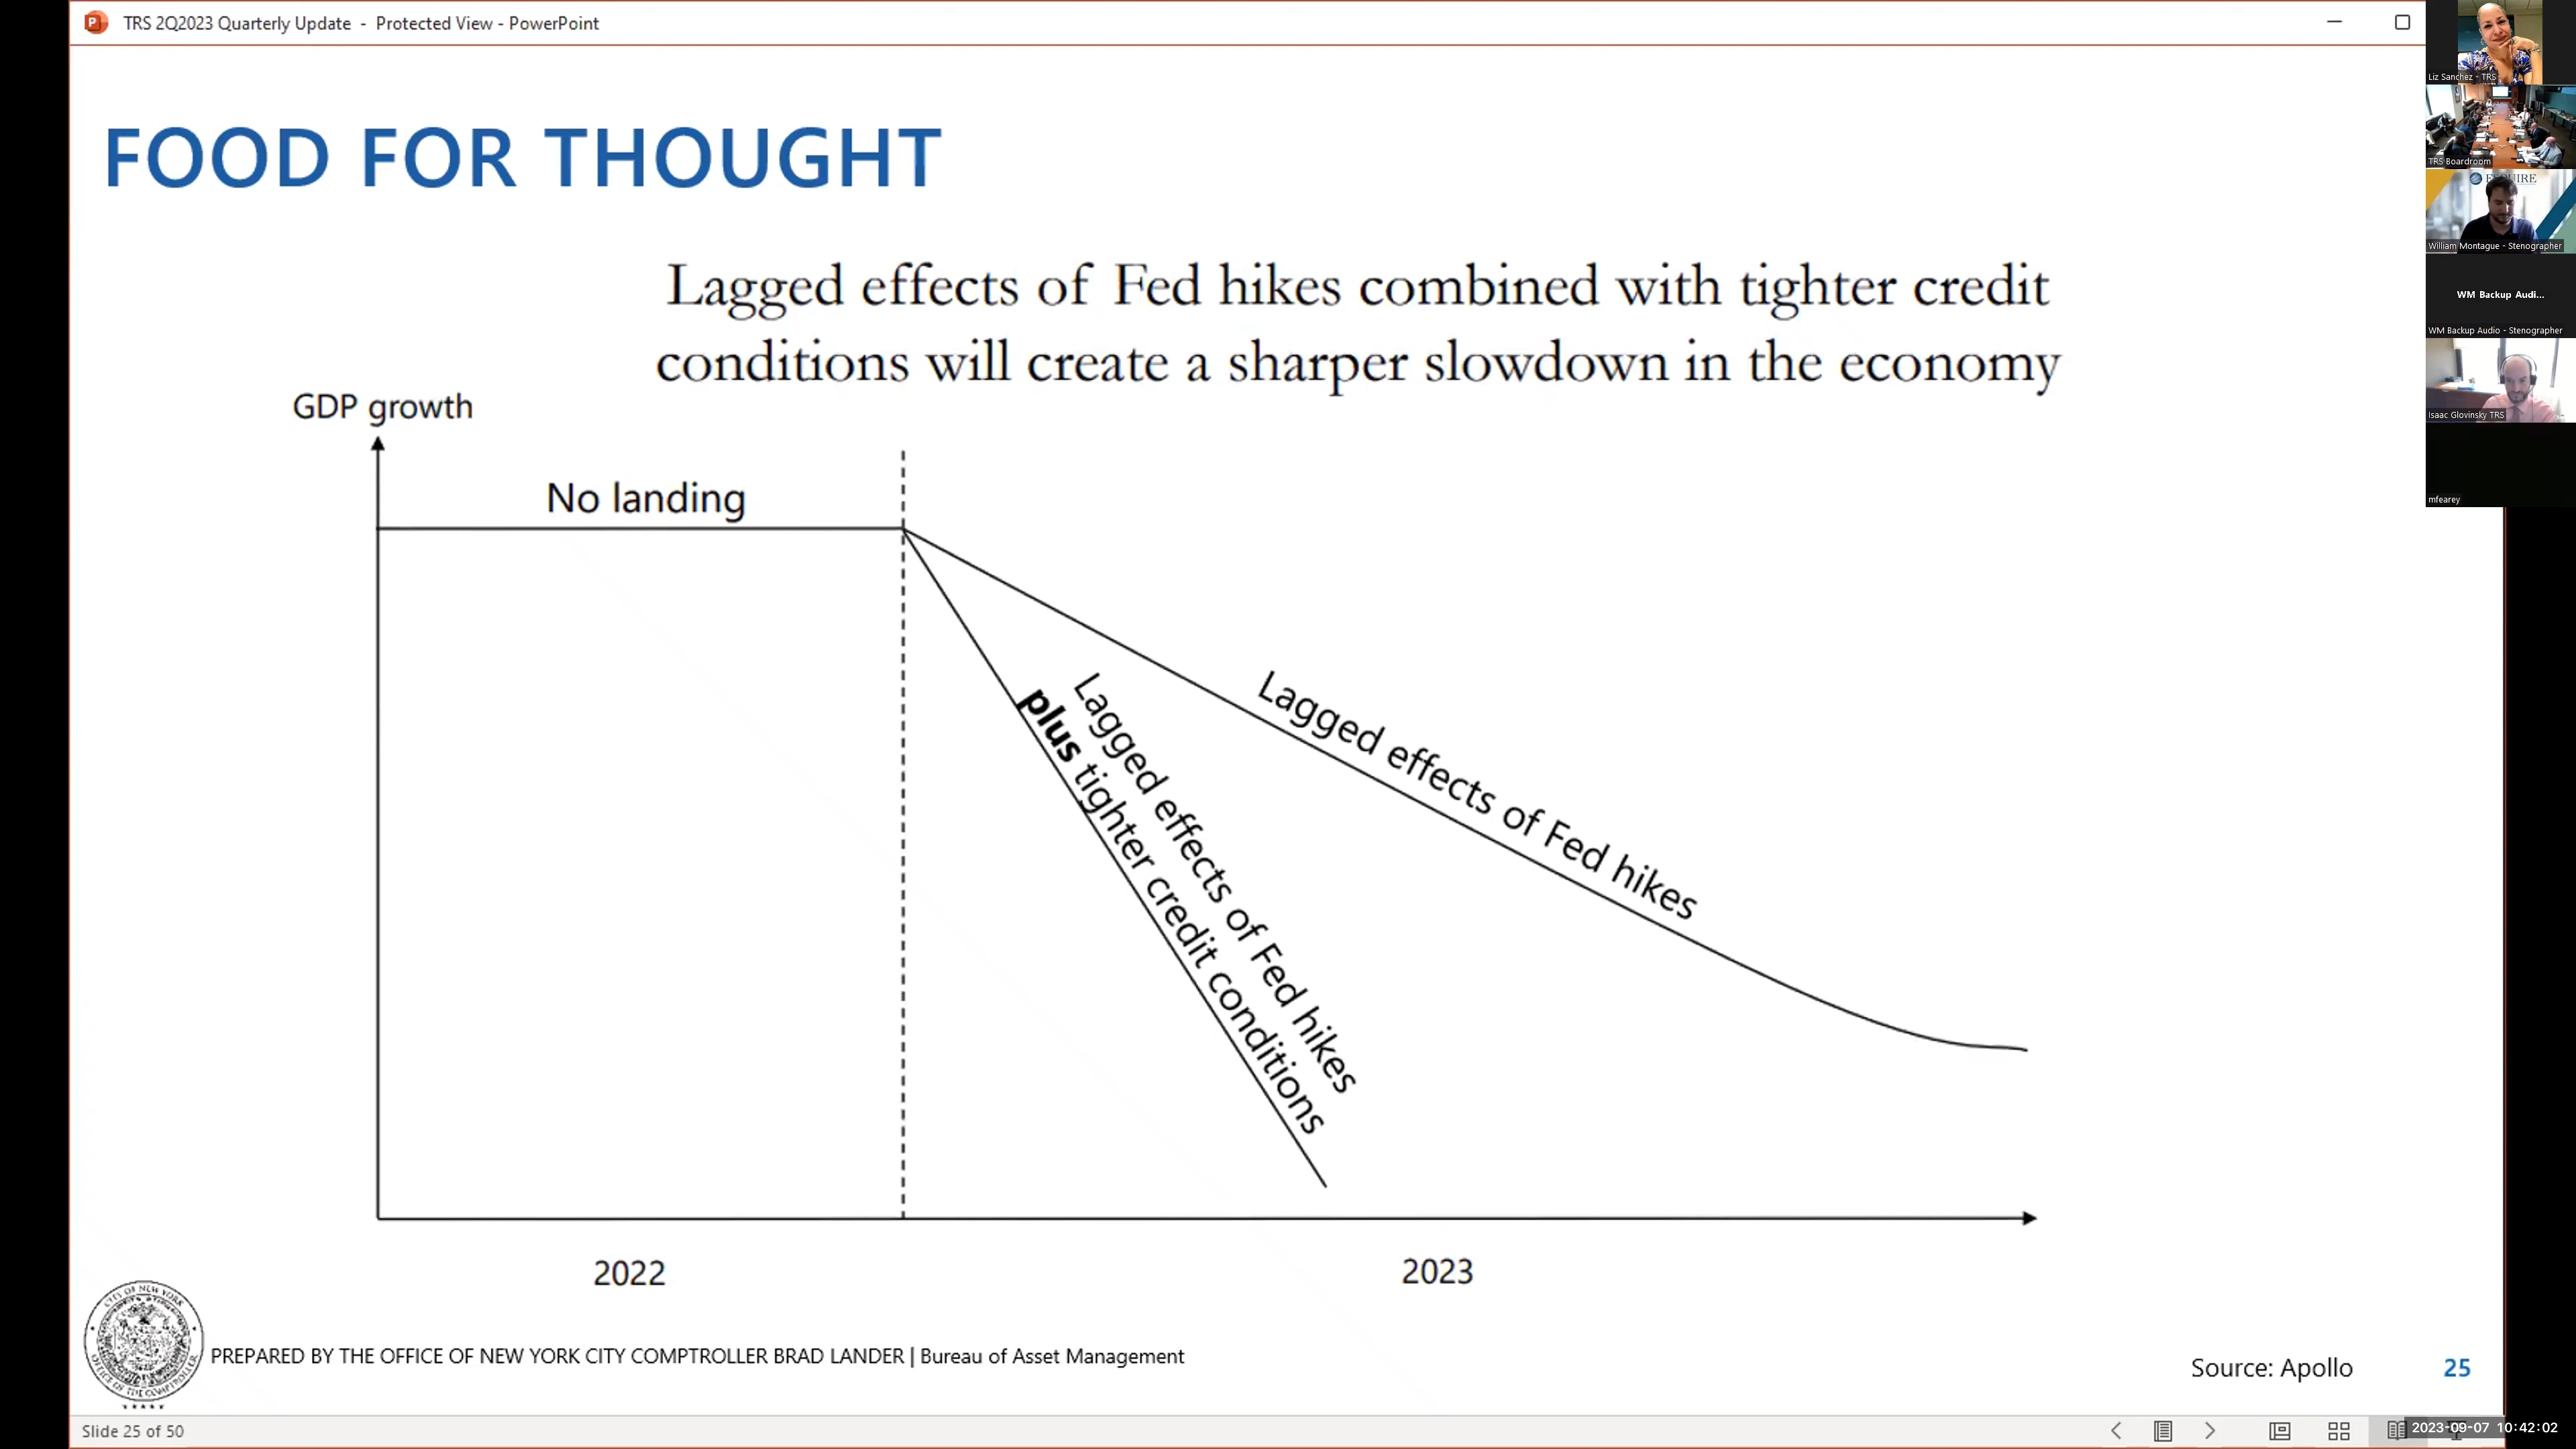 TRS 2Q2023 Quarterly Update - Protected View - PowerPoint
FOOD FOR THOUGHT
Lagged effects of Fed hikes combined with tighter credit
conditions will create a sharper slowdown in the economy
GDP growth
No landing
Lagged effects of Fed hikes
plus tighter credit conditions
Lagged effects of Fed hikes
2022
2023
PREPARED BY THE OFFICE OF NEW YORK CITY COMPTROLLER BRAD LANDER | Bureau of Asset Management
Source: Apollo
25
Slide 25 of 50
2023-09-07 10:42:02
Liz Sanchez - TRS
TRS Boardroom
William Montague - Stenographer
WM Backup Audi...
WM Backup Audio - Stenographer
Isaac Glovinsky TRS
mfearey